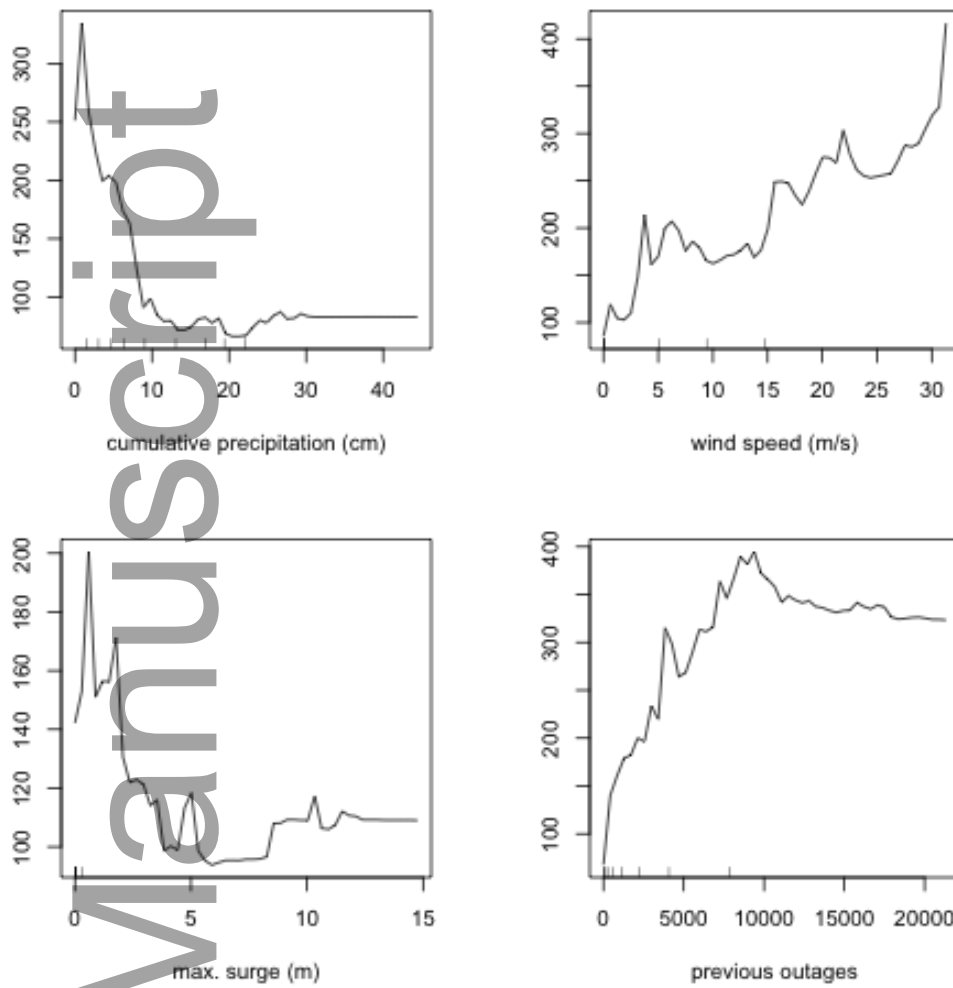 300
250
200
150
100
0 10 20 30 40
cumulative precipitation (cm)
400
300
200
100
0 5 10 15 20 25 30
wind speed (m/s)
200
180
160
140
120
100
0 5 10 15
max. surge (m)
400
300
200
100
0 5000 10000 15000 20000
previous outages
Manuscript